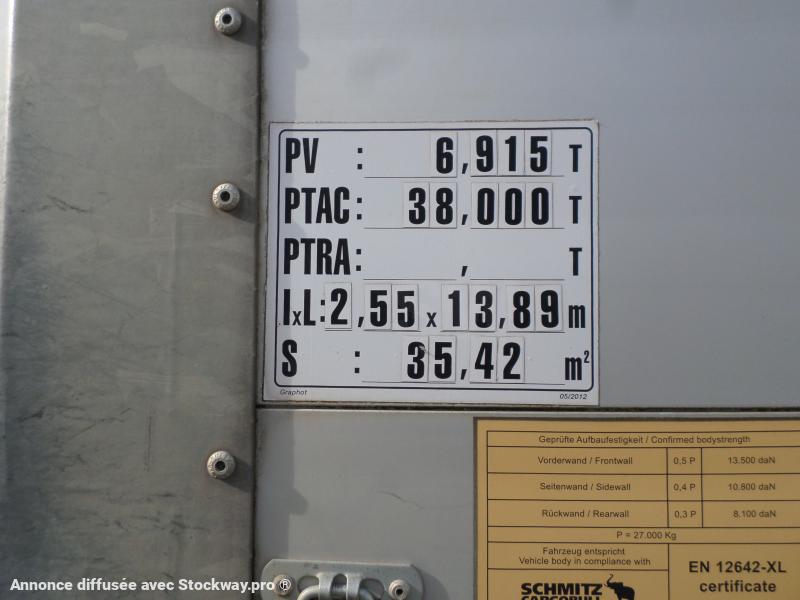 PV : 6,915 T
PTAC: 38,000 T
PTRA: , T
IxL: 2,55 x 13,89 m
S : 35,42 m²
Graphot 05/2012
Geprüfte Aufbaufestigkeit / Confirmed bodystrength
Vorderwand / Frontwall 0,5 P 13.500 daN
Seitenwand / Sidewall 0,4 P 10.800 daN
Rückwand / Rearwall 0,3 P 8.100 daN
P = 27.000 Kg
Fahrzeug entspricht
Vehicle body in compliance with
EN 12642-XL
certificate
SCHMITZ
CARGOBULL
Annonce diffusée avec Stockway.pro ®